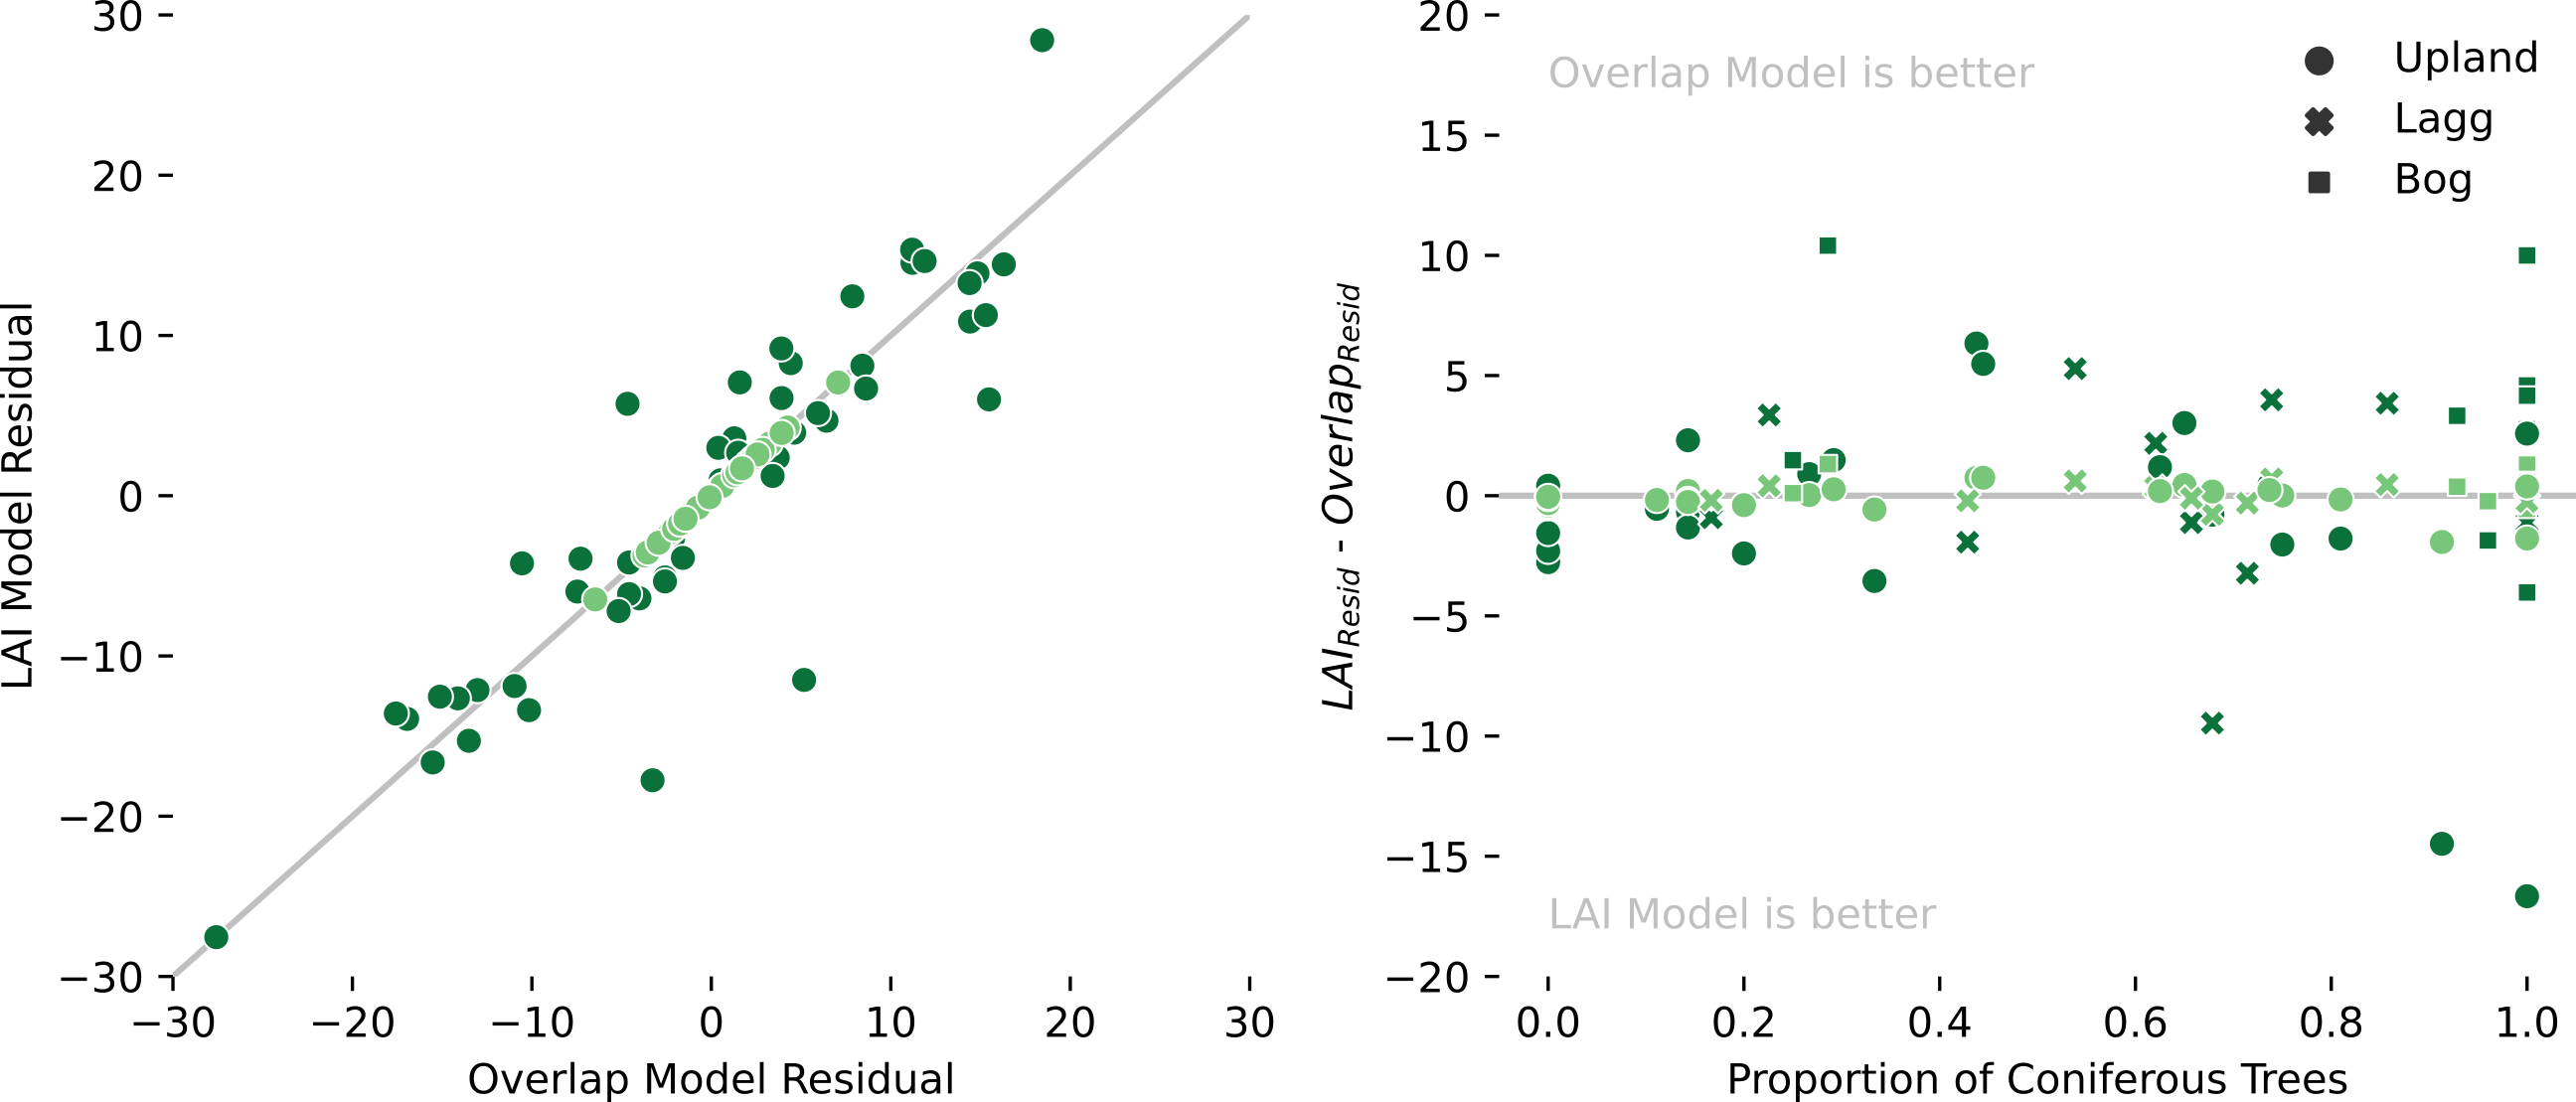 30
20
10
0
−10
−20
−30
−30 −20 −10 0 10 20 30
LAI Model Residual
Overlap Model Residual
20
15
10
5
0
−5
−10
−15
−20
0.0 0.2 0.4 0.6 0.8 1.0
LAI_Resid - Overlap_Resid
Proportion of Coniferous Trees
Overlap Model is better
LAI Model is better
Upland
Lagg
Bog